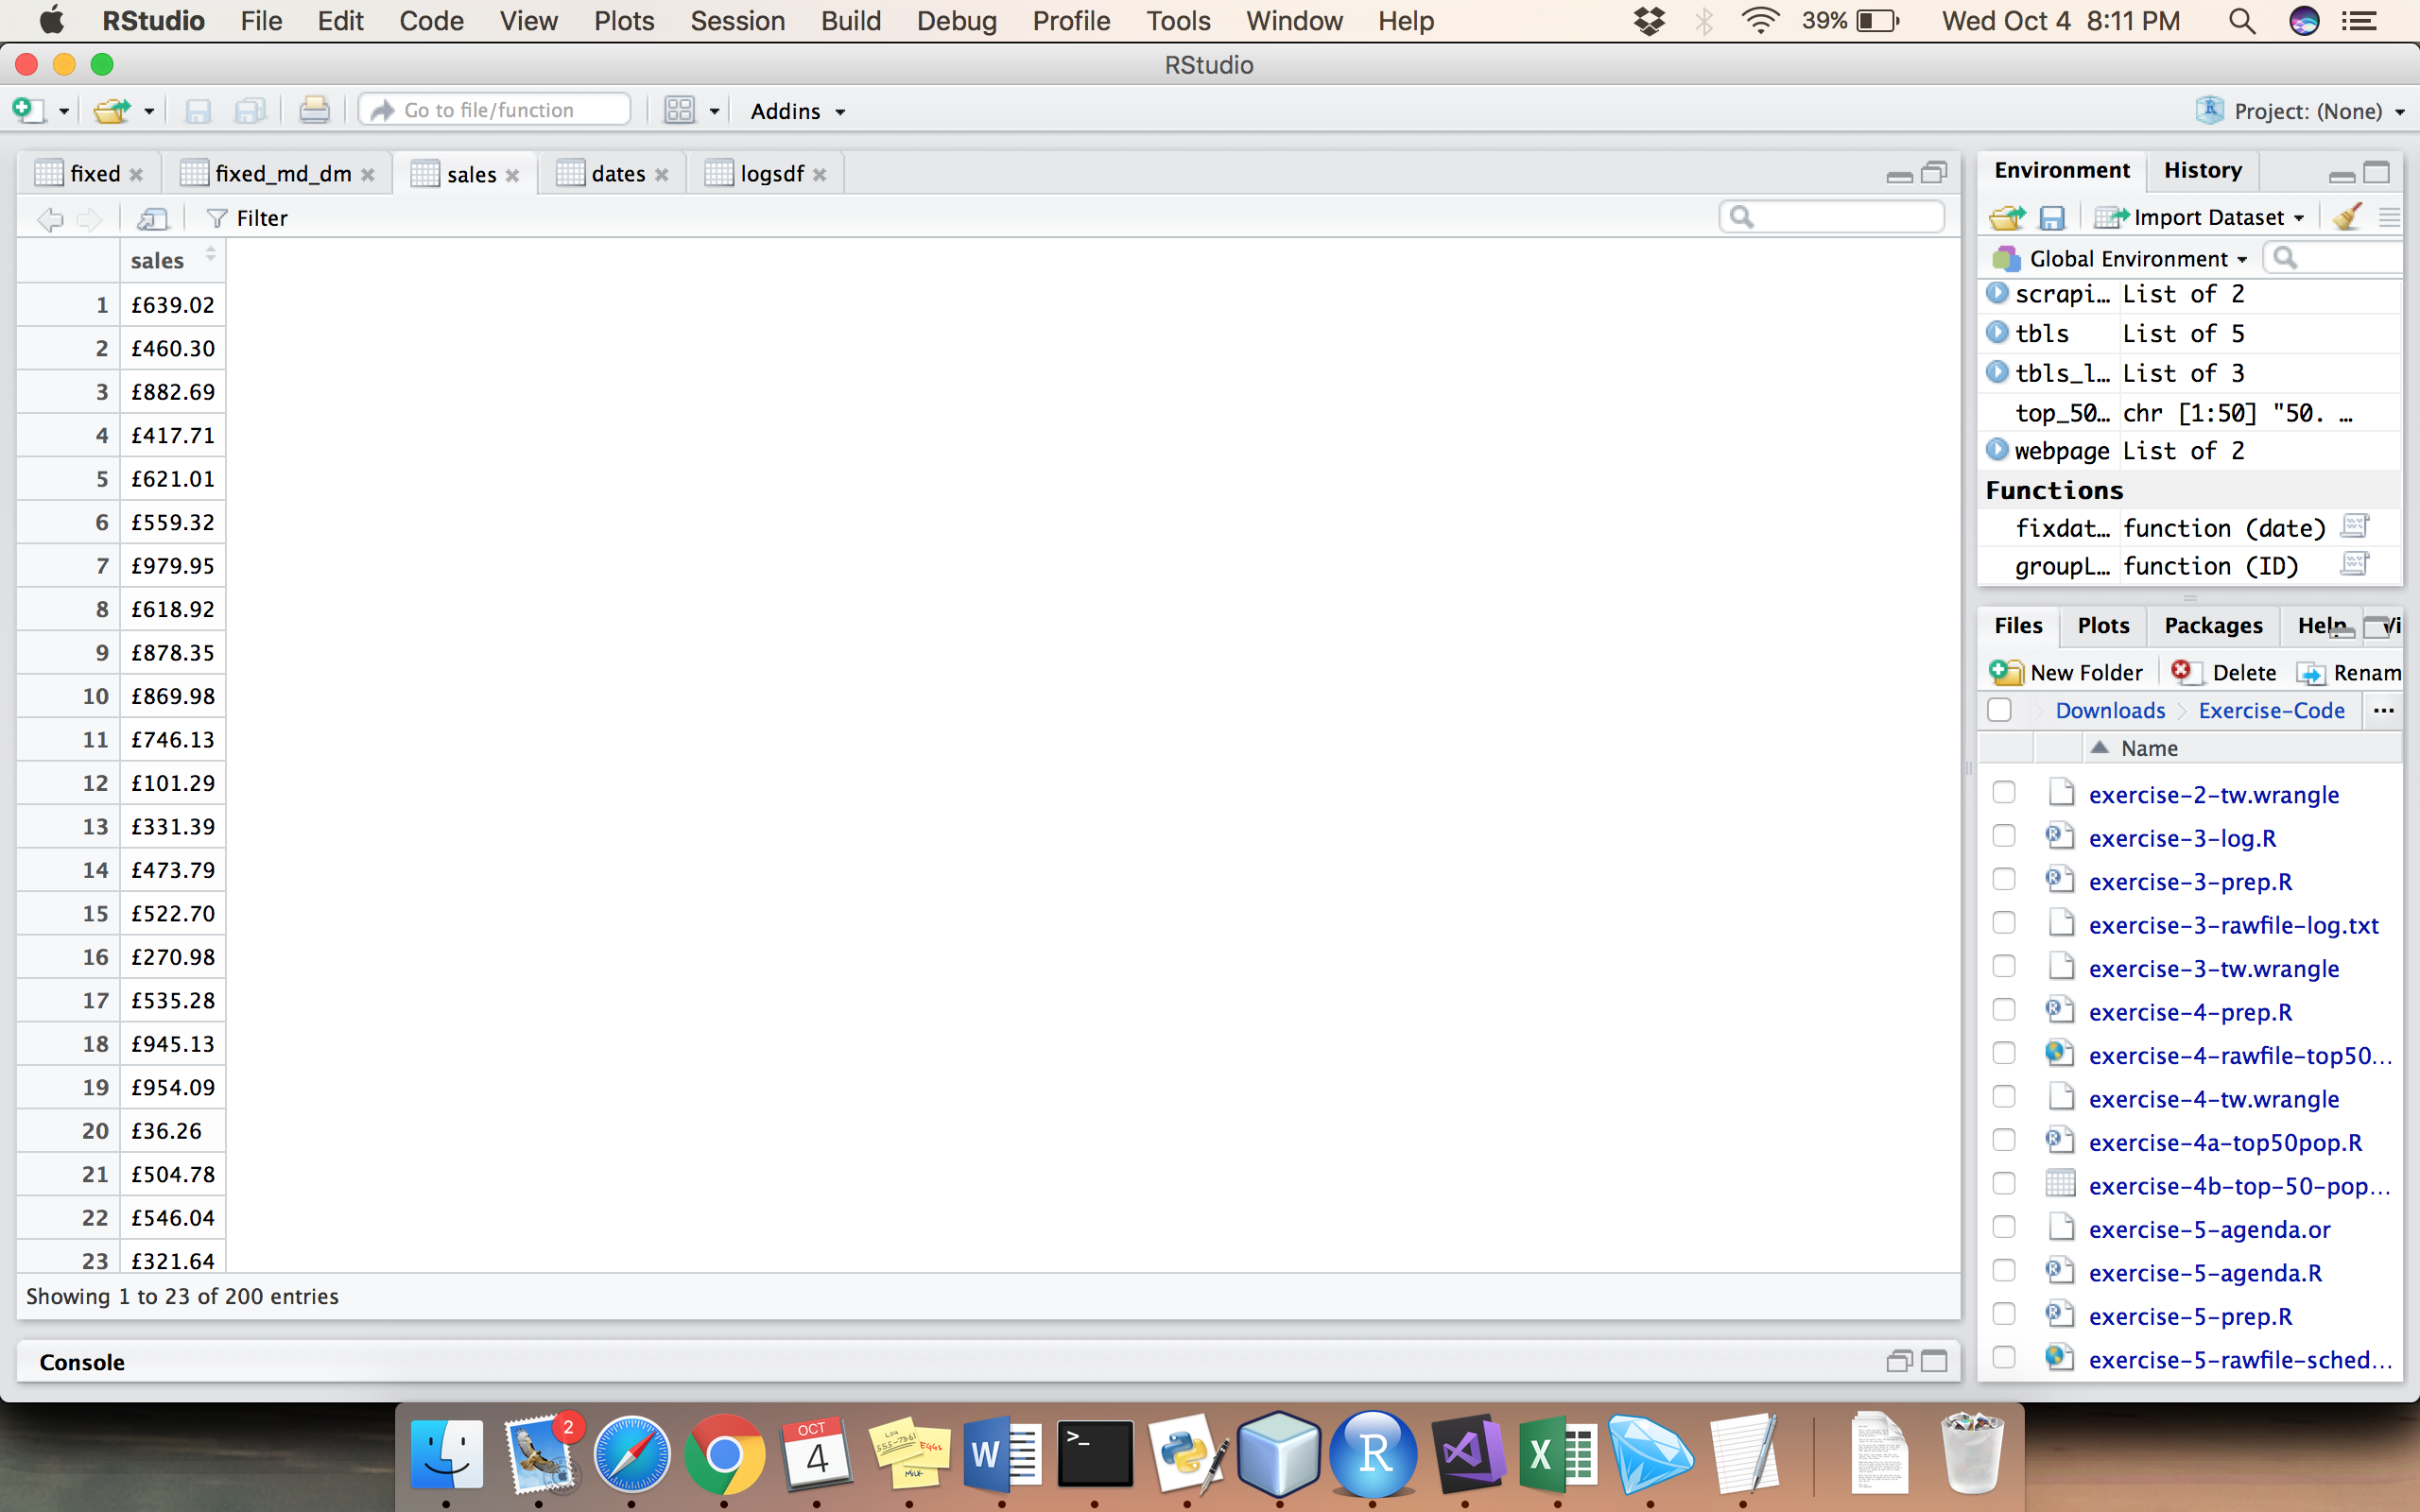 RStudio File Edit Code View Plots Session Build Debug Profile Tools Window Help 39% Wed Oct 4 8:11 PM
RStudio
Go to file/function Addins Project: (None)
fixed fixed_md_dm sales dates logsdf
Filter
sales
1 £639.02
2 £460.30
3 £882.69
4 £417.71
5 £621.01
6 £559.32
7 £979.95
8 £618.92
9 £878.35
10 £869.98
11 £746.13
12 £101.29
13 £331.39
14 £473.79
15 £522.70
16 £270.98
17 £535.28
18 £945.13
19 £954.09
20 £36.26
21 £504.78
22 £546.04
23 £321.64
Showing 1 to 23 of 200 entries
Console
Environment History
Import Dataset
Global Environment
scrapi… List of 2
tbls List of 5
tbls_l… List of 3
top_50… chr [1:50] "50. …
webpage List of 2
Functions
fixdat… function (date)
groupL… function (ID)
Files Plots Packages Help Vi
New Folder Delete Renam
Downloads Exercise-Code ...
Name
exercise-2-tw.wrangle
exercise-3-log.R
exercise-3-prep.R
exercise-3-rawfile-log.txt
exercise-3-tw.wrangle
exercise-4-prep.R
exercise-4-rawfile-top50...
exercise-4-tw.wrangle
exercise-4a-top50pop.R
exercise-4b-top-50-pop...
exercise-5-agenda.or
exercise-5-agenda.R
exercise-5-prep.R
exercise-5-rawfile-sched...
2
OCT
4
555-7361
EGGS
MILK
W
>_
R
X